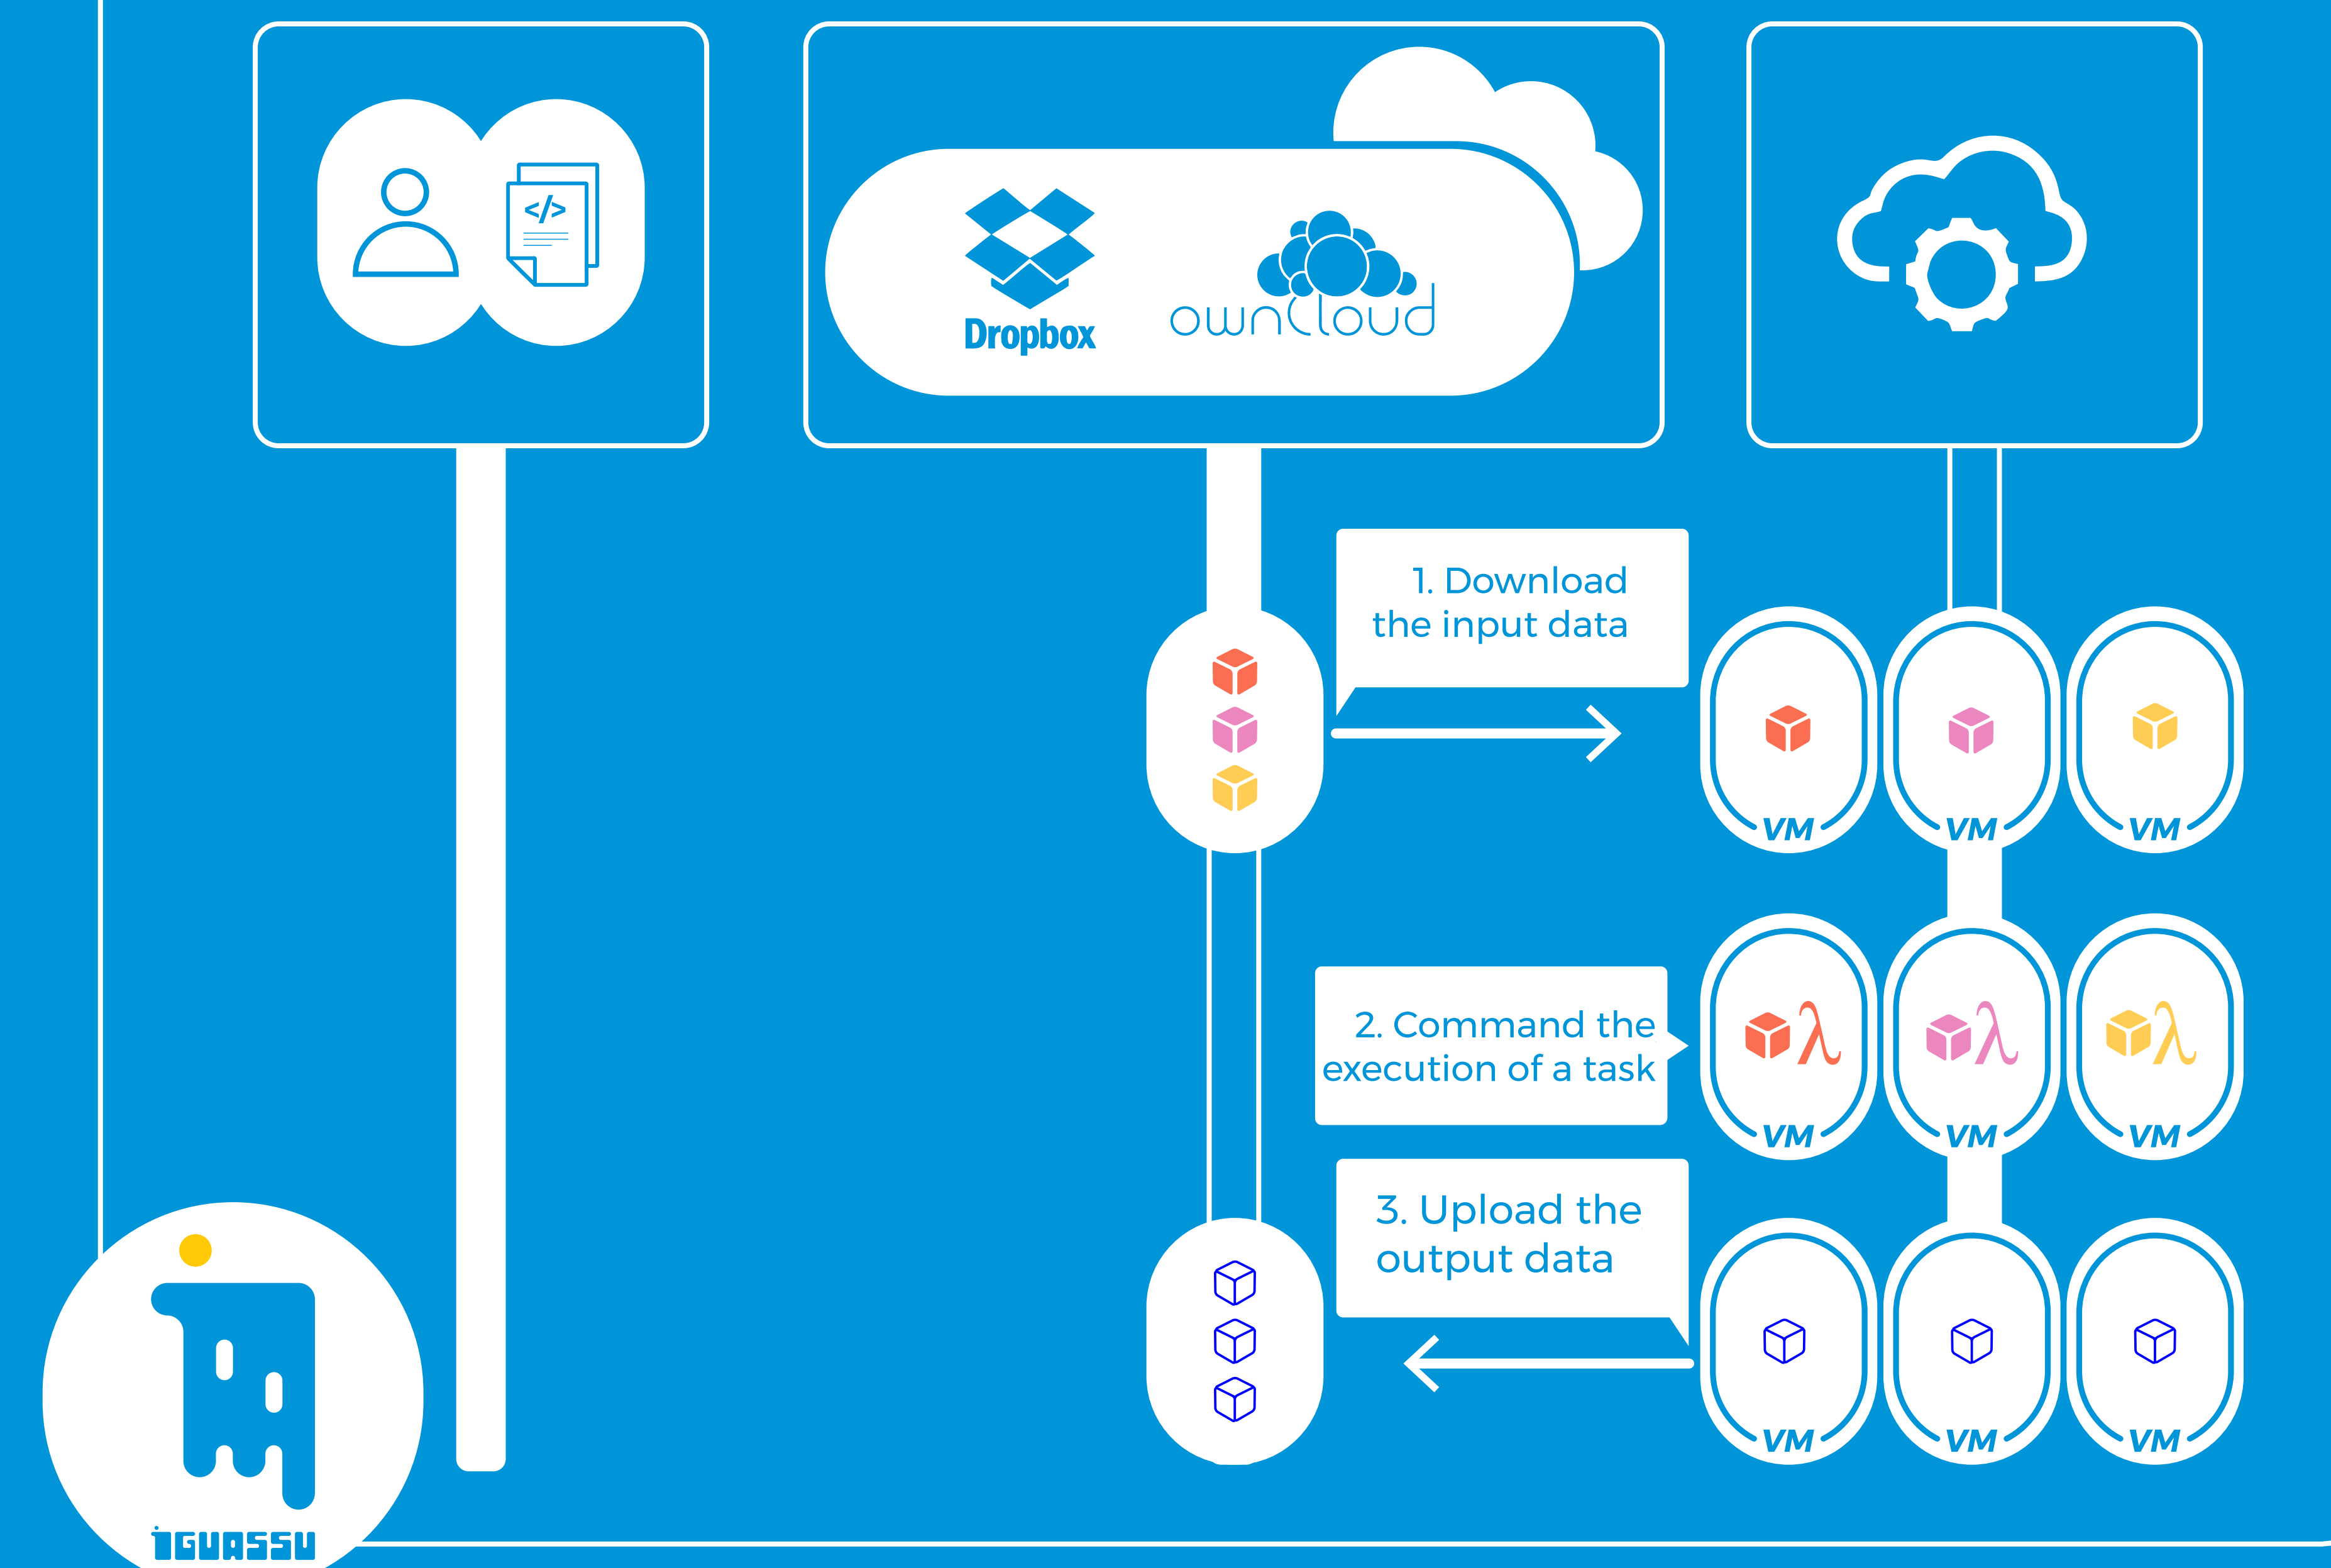 </>
Dropbox
ownCloud
1. Download
the input data
VM
VM
VM
2. Command the
execution of a task
λ
λ
λ
VM
VM
VM
3. Upload the
output data
VM
VM
VM
iGUASSU